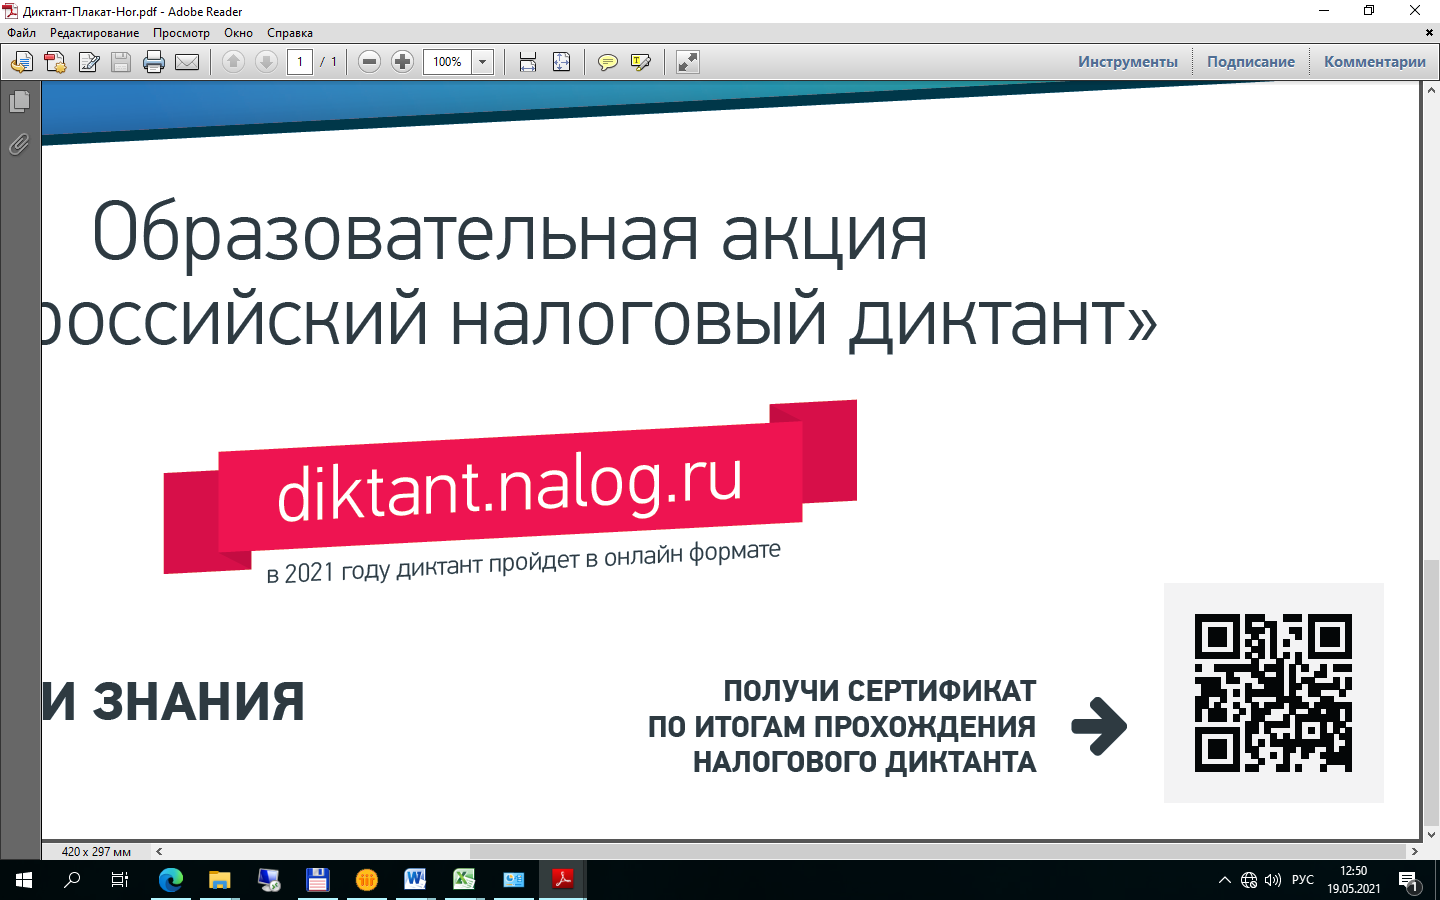 Диктант-Плакат-Hor.pdf - Adobe Reader
Файл Редактирование Просмотр Окно Справка
1 / 1 100% Инструменты Подписание Комментарии
Образовательная акция
российский налоговый диктант»
diktant.nalog.ru
в 2021 году диктант пройдет в онлайн формате
И ЗНАНИЯ
ПОЛУЧИ СЕРТИФИКАТ
ПО ИТОГАМ ПРОХОЖДЕНИЯ
НАЛОГОВОГО ДИКТАНТА
420 x 297 мм
РУС 12:50
19.05.2021
1